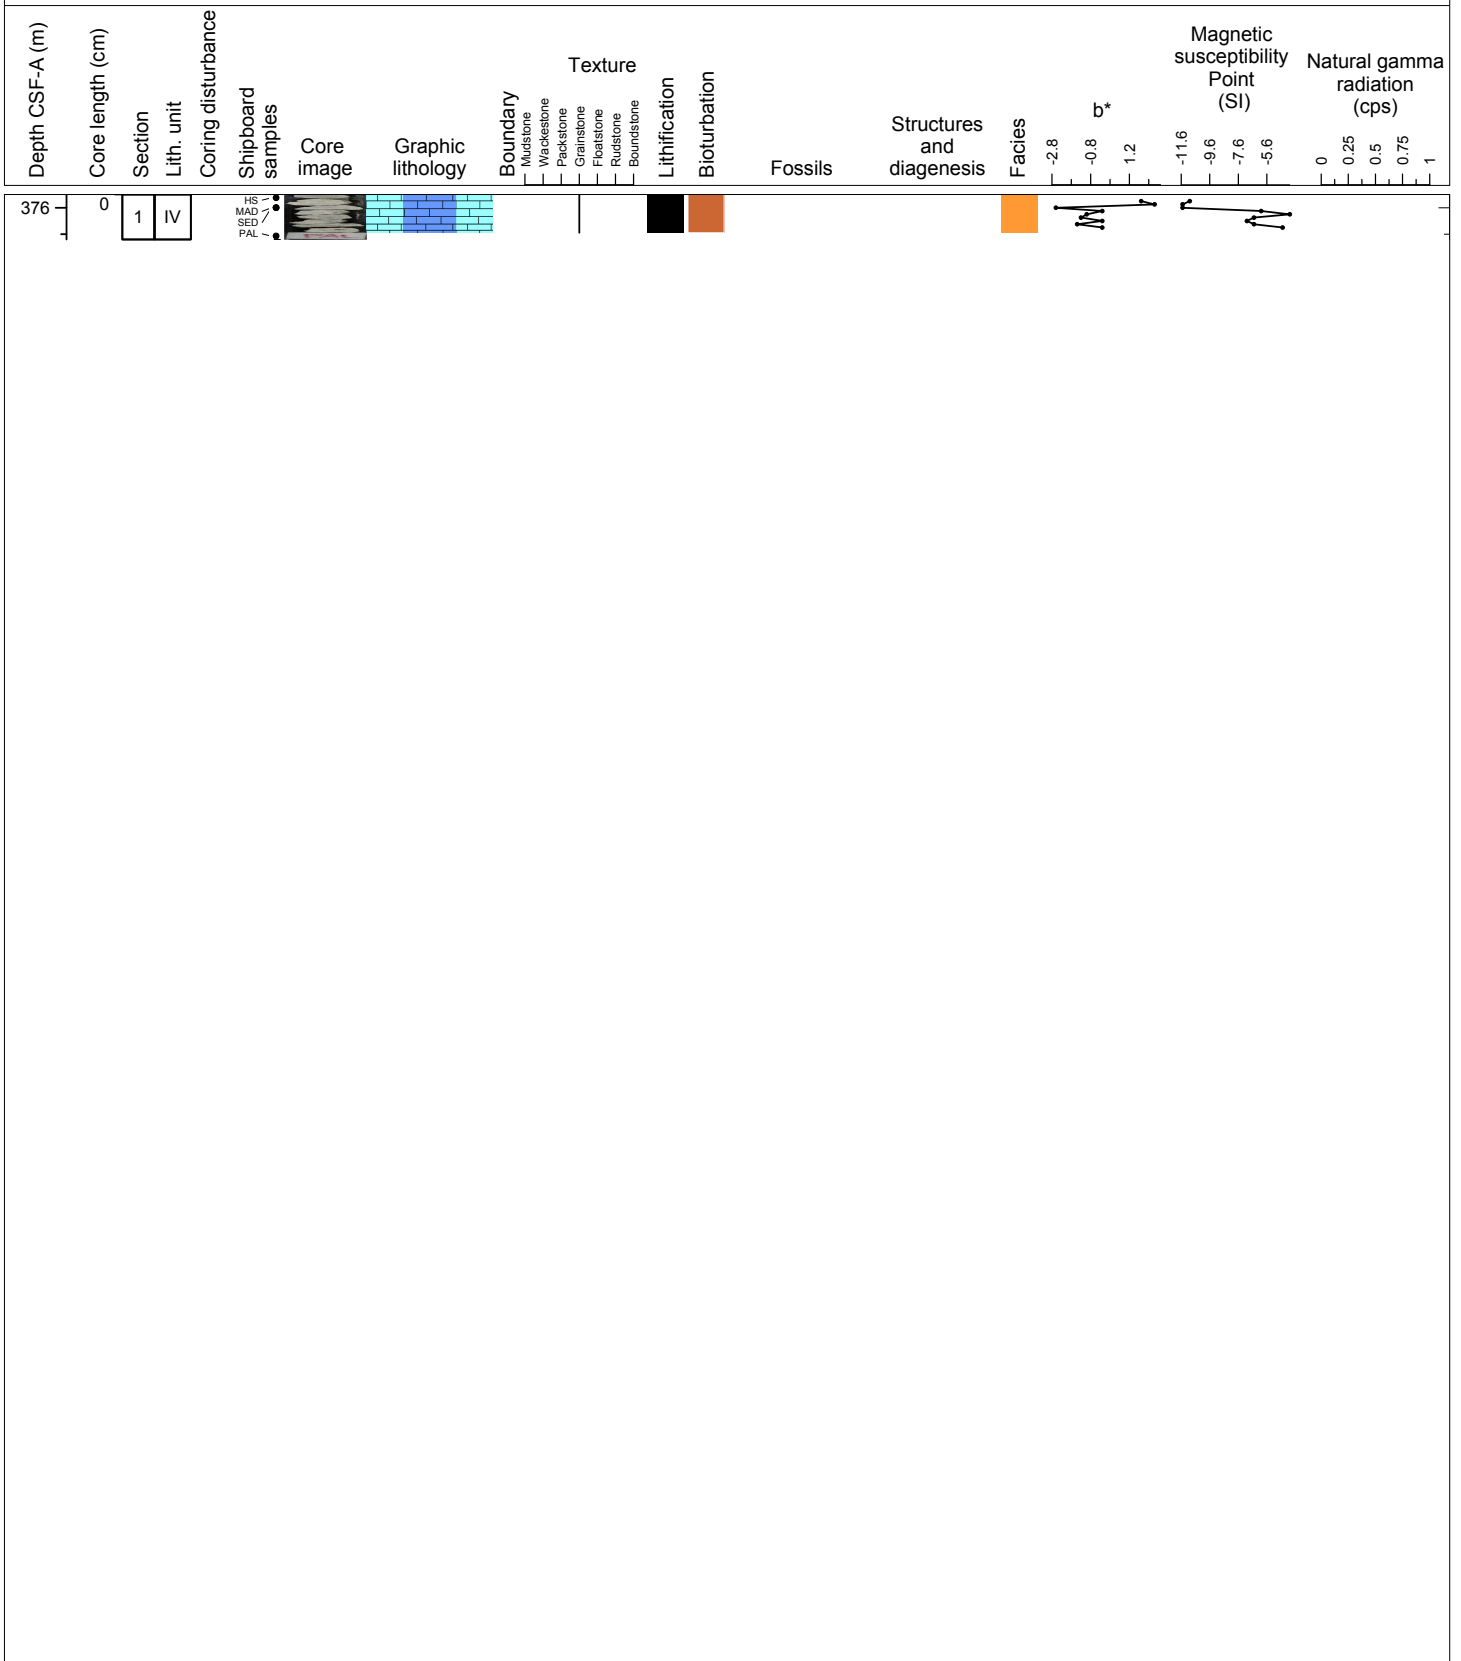 Depth CSF-A (m)
Core length (cm)
Section
Lith. unit
Coring disturbance
Shipboard
samples
Core
image
Graphic
lithology
Boundary
Texture
Mudstone
Wackestone
Packstone
Grainstone
Floatstone
Rudstone
Boundstone
Lithification
Bioturbation
Fossils
Structures
and
diagenesis
Facies
b*
-2.8
-0.8
1.2
Magnetic
susceptibility
Point
(SI)
-11.6
-9.6
-7.6
-5.6
Natural gamma
radiation
(cps)
0
0.25
0.5
0.75
1
376
0
1
IV
HS
MAD
SED
PAL
PAL